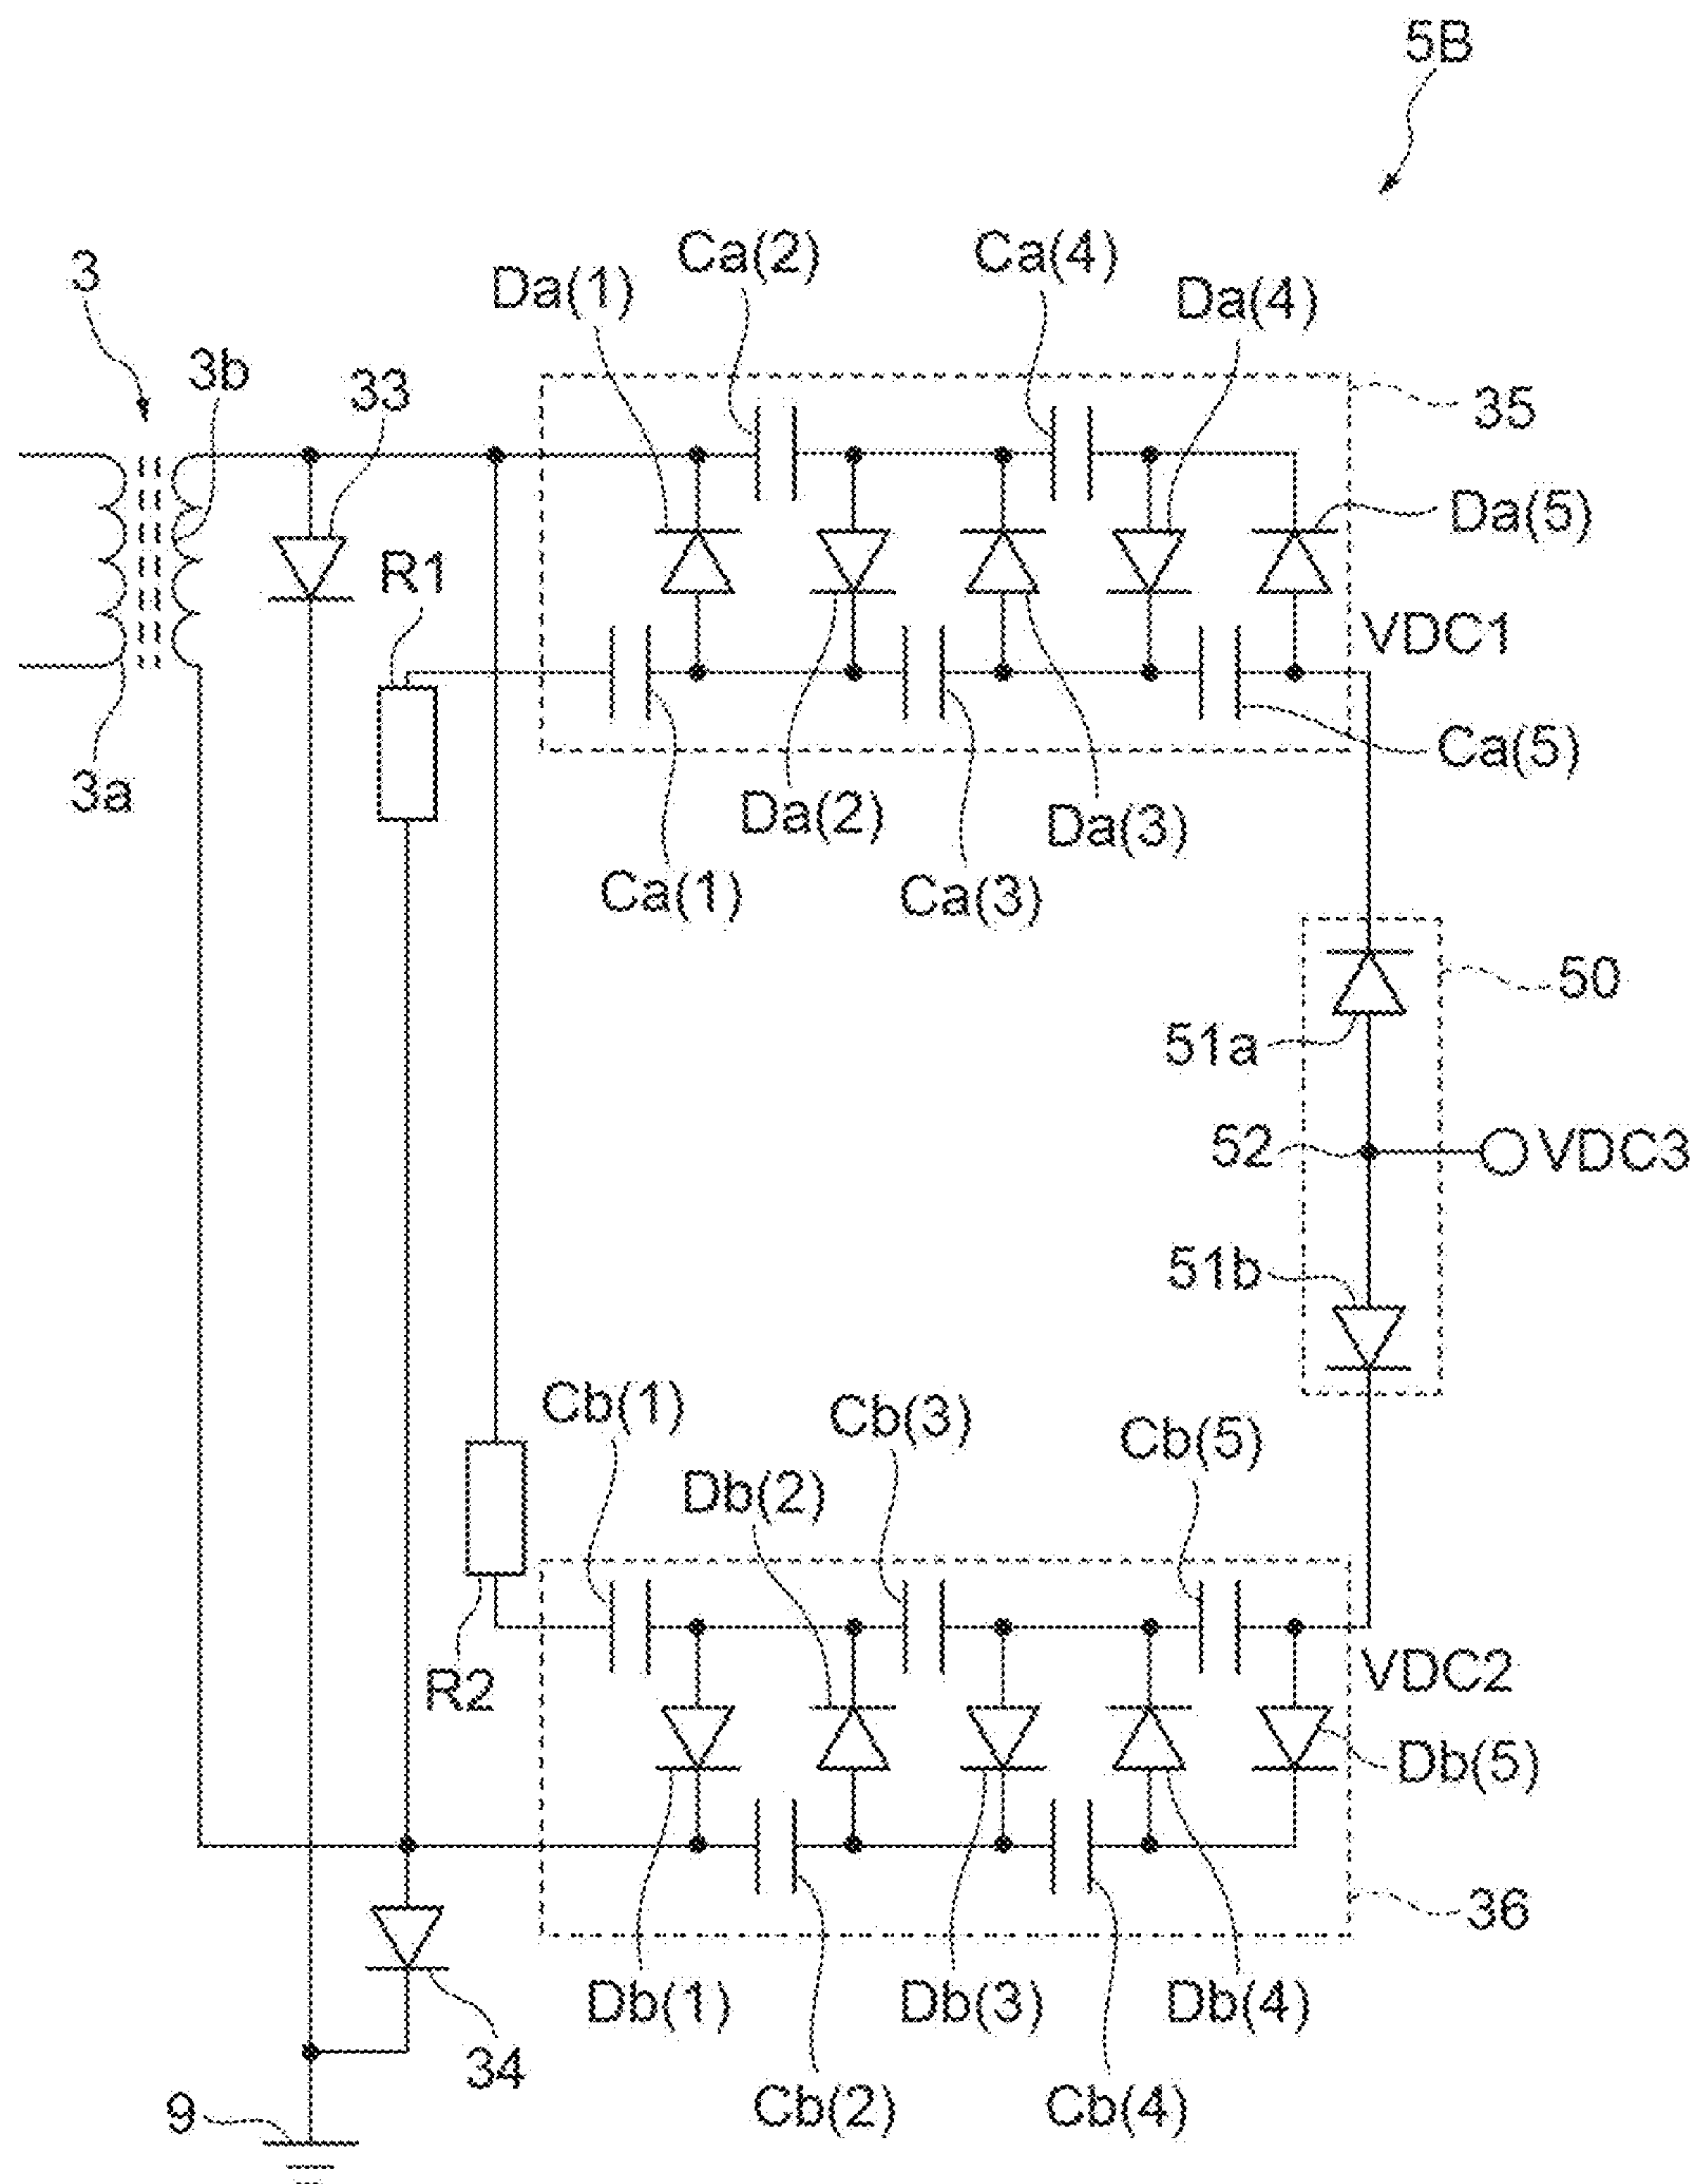 5B
Ca(2)
Ca(4)
3
Da(1)
Da(4)
3b
33
35
Da(5)
R1
VDC1
3a
Ca(5)
Da(2)
Da(3)
Ca(1)
Ca(3)
50
51a
52
VDC3
51b
Cb(1)
Cb(3)
Cb(5)
Db(2)
R2
VDC2
Db(5)
36
Db(1)
Db(3)
Db(4)
34
9
Cb(2)
Cb(4)